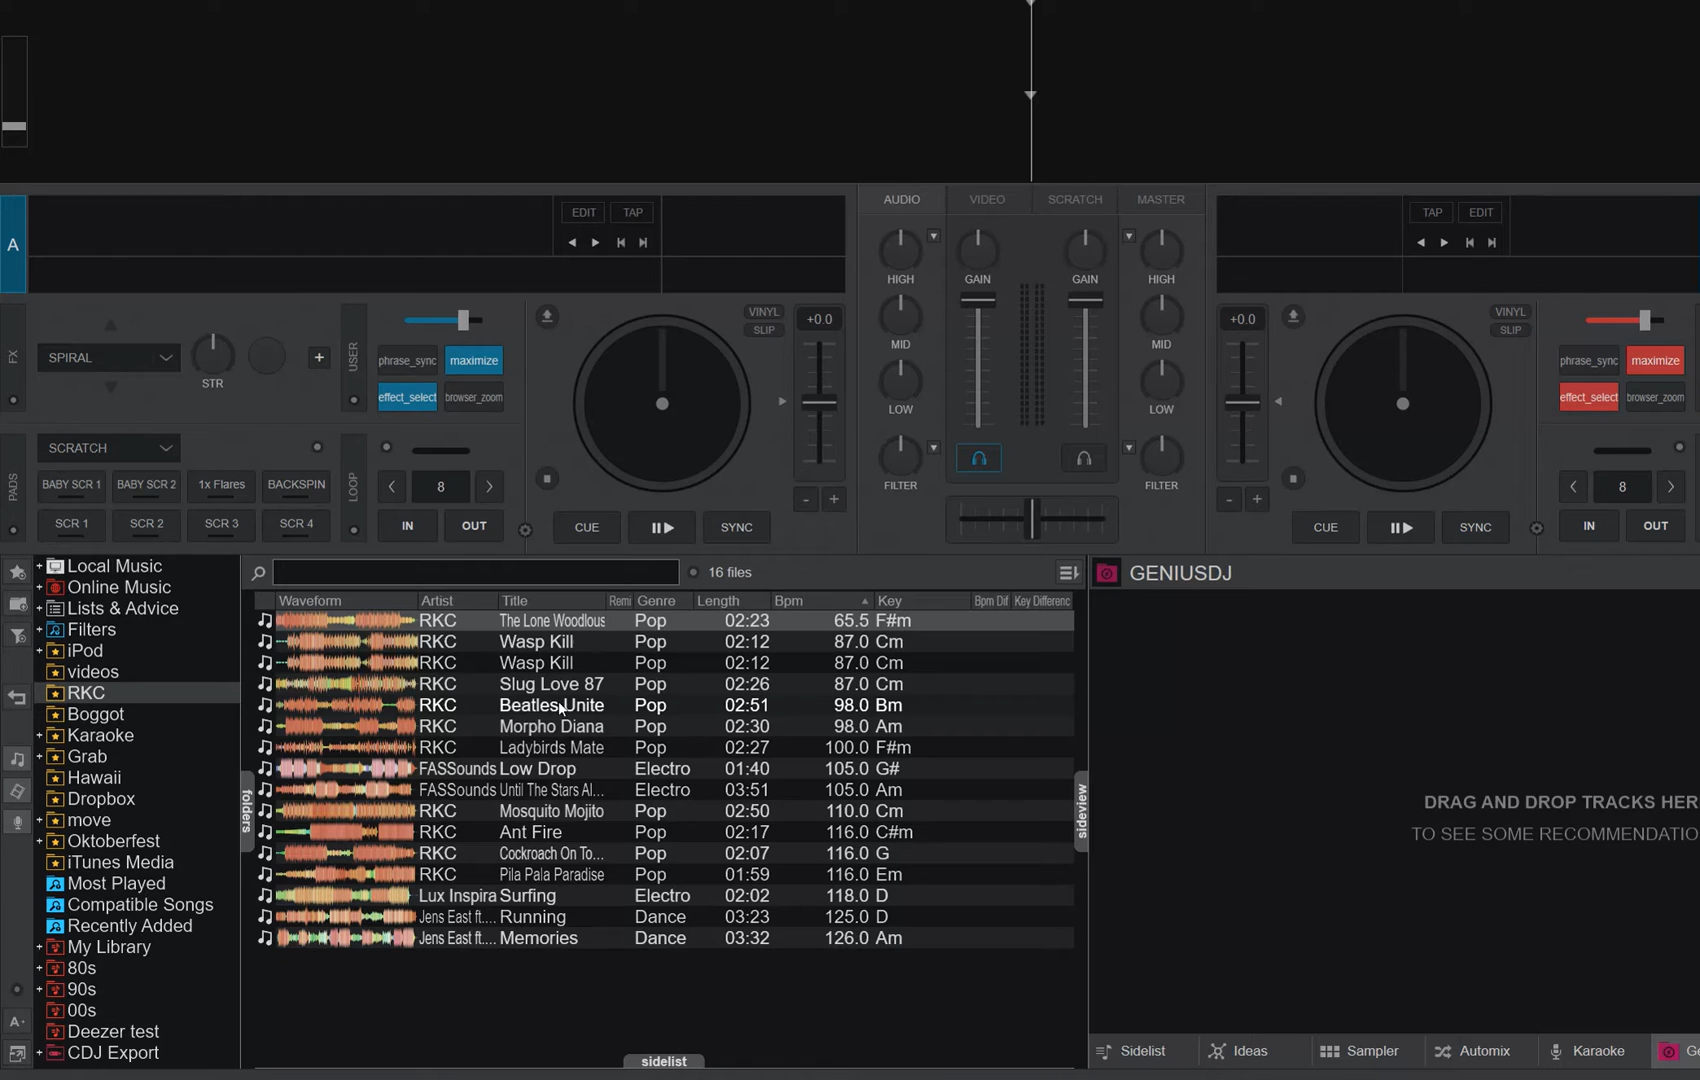 AUDIO VIDEO SCRATCH MASTER
A
EDIT TAP
TAP EDIT
HIGH GAIN GAIN HIGH
VINYL
SLIP
+0.0
+0.0
VINYL
SLIP
FX
SPIRAL
STR
+
USER
phrase_sync maximize
effect_select browser_zoom
MID MID
LOW LOW
FILTER FILTER
phrase_sync maximize
effect_select browser_zoom
PADS
SCRATCH
BABY SCR 1 BABY SCR 2 1x Flares BACKSPIN
SCR 1 SCR 2 SCR 3 SCR 4
LOOP
8
IN OUT
CUE SYNC
- +
- +
CUE SYNC
8
IN OUT
Local Music
Online Music
Lists & Advice
Filters
iPod
videos
RKC
Boggot
Karaoke
Grab
Hawaii
Dropbox
move
Oktoberfest
iTunes Media
Most Played
Compatible Songs
Recently Added
My Library
80s
90s
00s
Deezer test
CDJ Export
A+
folders
16 files
Waveform Artist Title Remi Genre Length Bpm Key Bpm Dif Key Differenc
RKC The Lone Woodlous Pop 02:23 65.5 F#m
RKC Wasp Kill Pop 02:12 87.0 Cm
RKC Wasp Kill Pop 02:12 87.0 Cm
RKC Slug Love 87 Pop 02:26 87.0 Cm
RKC Beatles Unite Pop 02:51 98.0 Bm
RKC Morpho Diana Pop 02:30 98.0 Am
RKC Ladybirds Mate Pop 02:27 100.0 F#m
FASSounds Low Drop Electro 01:40 105.0 G#
FASSounds Until The Stars Al... Electro 03:51 105.0 Am
RKC Mosquito Mojito Pop 02:50 110.0 Cm
RKC Ant Fire Pop 02:17 116.0 C#m
RKC Cockroach On To... Pop 02:07 116.0 G
RKC Pila Pala Paradise Pop 01:59 116.0 Em
Lux Inspira Surfing Electro 02:02 118.0 D
Jens East ft.... Running Dance 03:23 125.0 D
Jens East ft.... Memories Dance 03:32 126.0 Am
sidelist
sideview
GENIUSDJ
DRAG AND DROP TRACKS HER
TO SEE SOME RECOMMENDATIO
Sidelist Ideas Sampler Automix Karaoke Ge